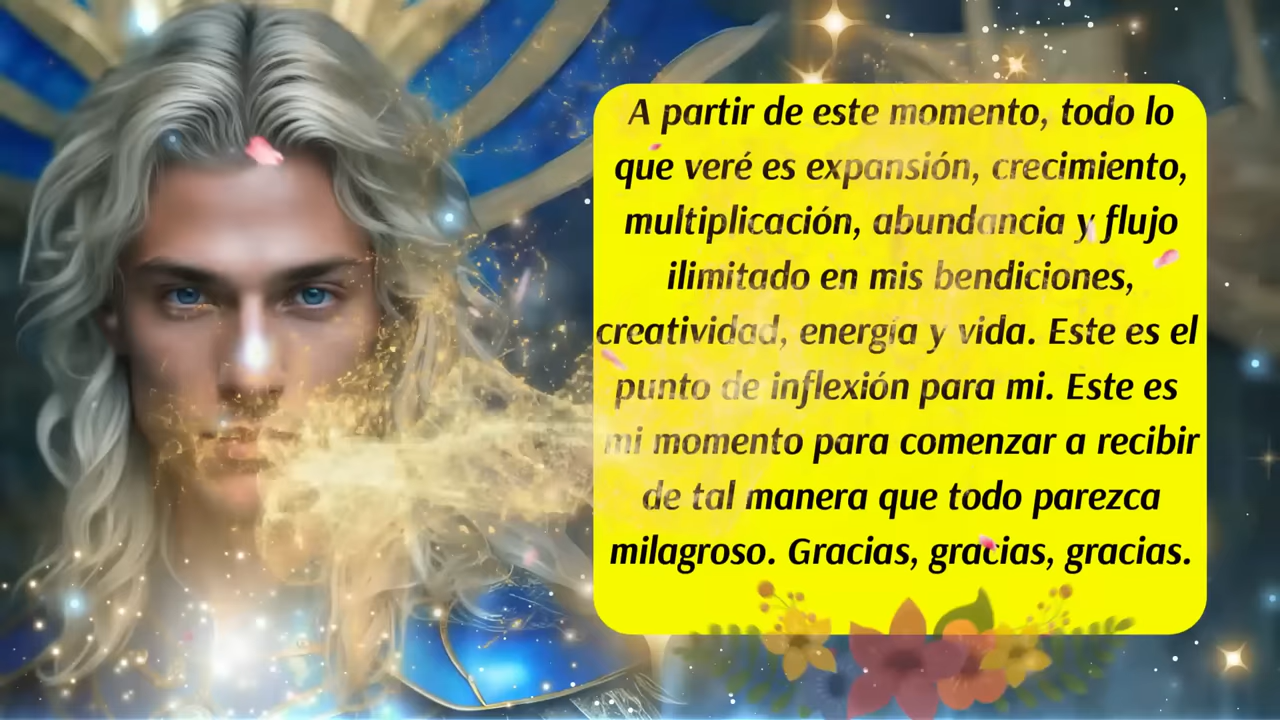 A partir de este momento, todo lo
que veré es expansión, crecimiento,
multiplicación, abundancia y flujo
ilimitado en mis bendiciones,
creatividad, energía y vida. Este es el
punto de inflexión para mi. Este es
mi momento para comenzar a recibir
de tal manera que todo parezca
milagroso. Gracias, gracias, gracias.